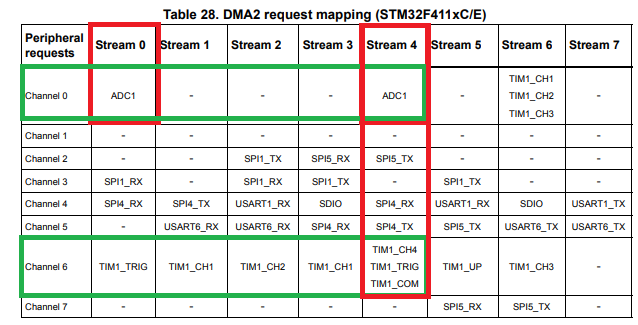 Table 28. DMA2 request mapping (STM32F411xC/E)
Peripheral requests Stream 0 Stream 1 Stream 2 Stream 3 Stream 4 Stream 5 Stream 6 Stream 7
Channel 0 ADC1 - - - ADC1 - TIM1_CH1 TIM1_CH2 TIM1_CH3 -
Channel 1 - - - - - - - -
Channel 2 - - SPI1_TX SPI5_RX SPI5_TX - - -
Channel 3 SPI1_RX - SPI1_RX SPI1_TX - SPI1_TX - -
Channel 4 SPI4_RX SPI4_TX USART1_RX SDIO SPI4_RX USART1_RX SDIO USART1_TX
Channel 5 - USART6_RX USART6_RX SPI4_RX SPI4_TX SPI5_TX USART6_TX USART6_TX
Channel 6 TIM1_TRIG TIM1_CH1 TIM1_CH2 TIM1_CH1 TIM1_CH4 TIM1_TRIG TIM1_COM TIM1_UP TIM1_CH3 -
Channel 7 - - - - - SPI5_RX SPI5_TX -